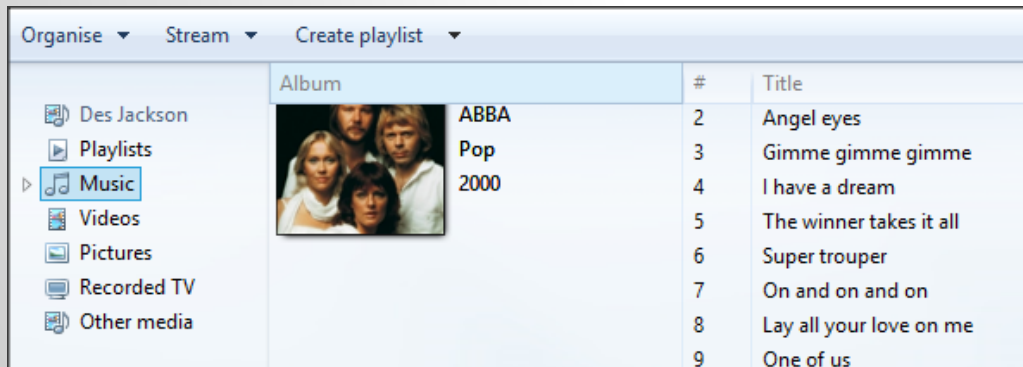 Organise Stream Create playlist
Album # Title
Des Jackson
Playlists
Music
Videos
Pictures
Recorded TV
Other media
ABBA
Pop
2000
2 Angel eyes
3 Gimme gimme gimme
4 I have a dream
5 The winner takes it all
6 Super trouper
7 On and on and on
8 Lay all your love on me
9 One of us